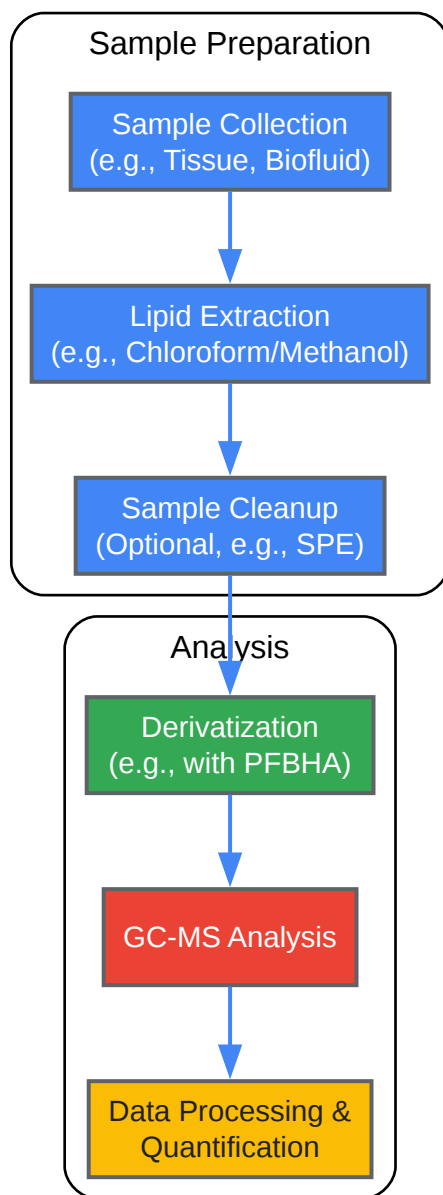 Sample Preparation
Sample Collection
(e.g., Tissue, Biofluid)
Lipid Extraction
(e.g., Chloroform/Methanol)
Sample Cleanup
(Optional, e.g., SPE)
Analysis
Derivatization
(e.g., with PFBHA)
GC-MS Analysis
Data Processing &
Quantification